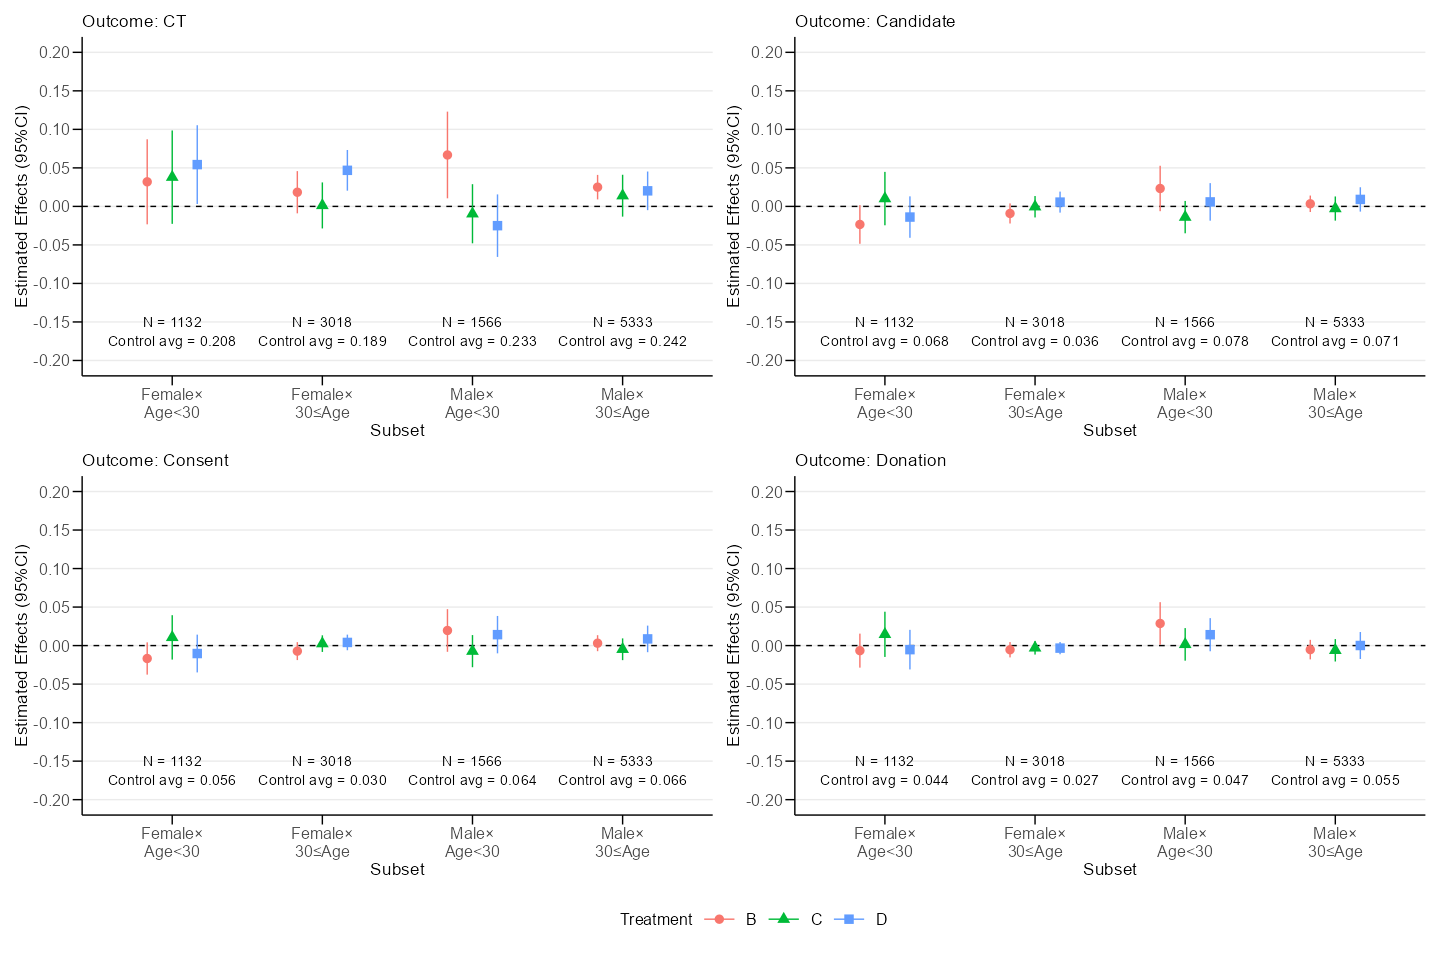 Outcome: CT
Estimated Effects (95%CI)
0.20
0.15
0.10
0.05
0.00
-0.05
-0.10
-0.15
-0.20
N = 1132
Control avg = 0.208
N = 3018
Control avg = 0.189
N = 1566
Control avg = 0.233
N = 5333
Control avg = 0.242
Female×
Age<30
Female×
30≤Age
Male×
Age<30
Male×
30≤Age
Subset
Outcome: Candidate
Estimated Effects (95%CI)
0.20
0.15
0.10
0.05
0.00
-0.05
-0.10
-0.15
-0.20
N = 1132
Control avg = 0.068
N = 3018
Control avg = 0.036
N = 1566
Control avg = 0.078
N = 5333
Control avg = 0.071
Female×
Age<30
Female×
30≤Age
Male×
Age<30
Male×
30≤Age
Subset
Outcome: Consent
Estimated Effects (95%CI)
0.20
0.15
0.10
0.05
0.00
-0.05
-0.10
-0.15
-0.20
N = 1132
Control avg = 0.056
N = 3018
Control avg = 0.030
N = 1566
Control avg = 0.064
N = 5333
Control avg = 0.066
Female×
Age<30
Female×
30≤Age
Male×
Age<30
Male×
30≤Age
Subset
Outcome: Donation
Estimated Effects (95%CI)
0.20
0.15
0.10
0.05
0.00
-0.05
-0.10
-0.15
-0.20
N = 1132
Control avg = 0.044
N = 3018
Control avg = 0.027
N = 1566
Control avg = 0.047
N = 5333
Control avg = 0.055
Female×
Age<30
Female×
30≤Age
Male×
Age<30
Male×
30≤Age
Subset
Treatment B C D